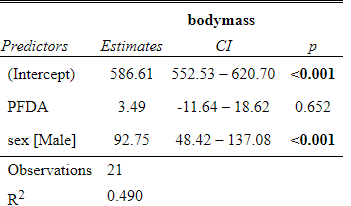 bodymass
Predictors Estimates CI p
(Intercept) 586.61 552.53 – 620.70 <0.001
PFDA 3.49 -11.64 – 18.62 0.652
sex [Male] 92.75 48.42 – 137.08 <0.001
Observations 21
R2 0.490